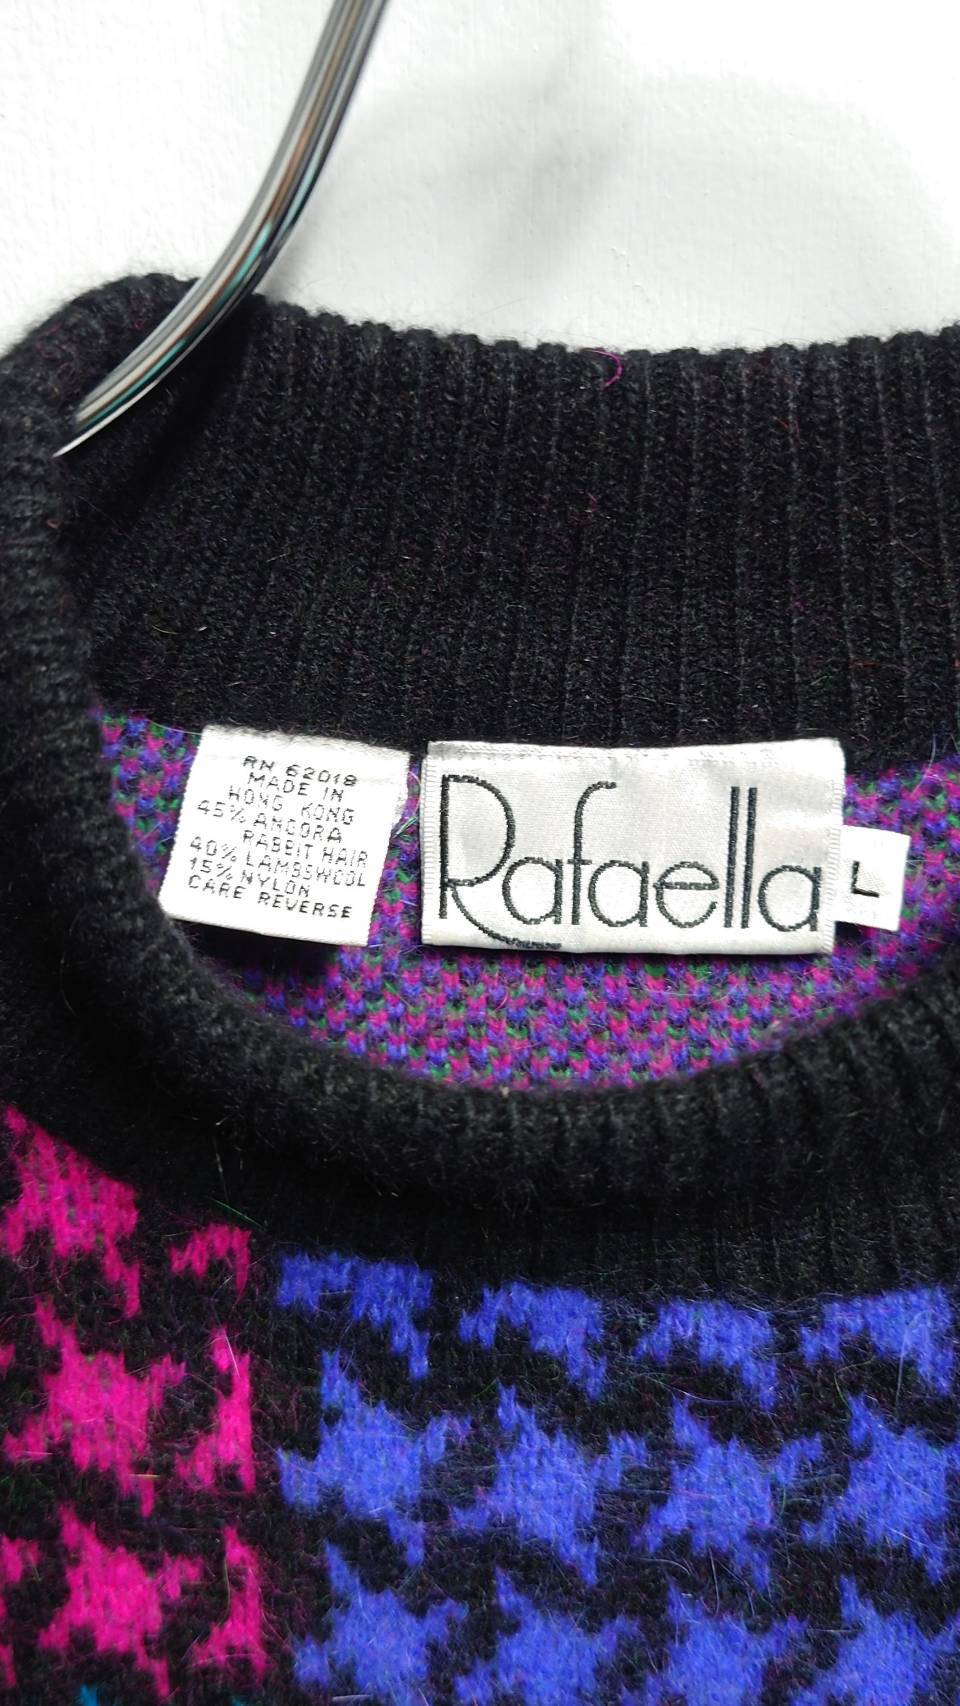 RN 62018
MADE IN
HONG KONG
45% ANGORA
RABBIT HAIR
40% LAMBSWOOL
15% NYLON
CARE REVERSE
Rafaella
L